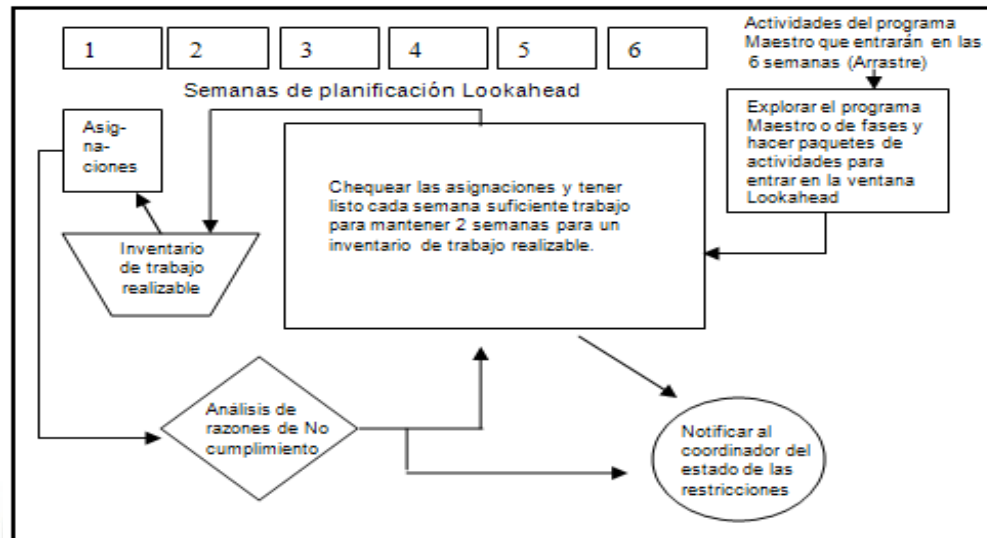 1
2
3
4
5
6
Semanas de planificación Lookahead
Actividades del programa
Maestro que entrarán en las
6 semanas (Arrastre)
Explorar el programa
Maestro o de fases y
hacer paquetes de
actividades para
entrar en la ventana
Lookahead
Asig-
na-
ciones
Chequear las asignaciones y tener
listo cada semana suficiente trabajo
para mantener 2 semanas para un
inventario de trabajo realizable.
Inventario
de trabajo
realizable
Análisis de
razones de No
cumplimiento
Notificar al
coordinador del
estado de las
restricciones